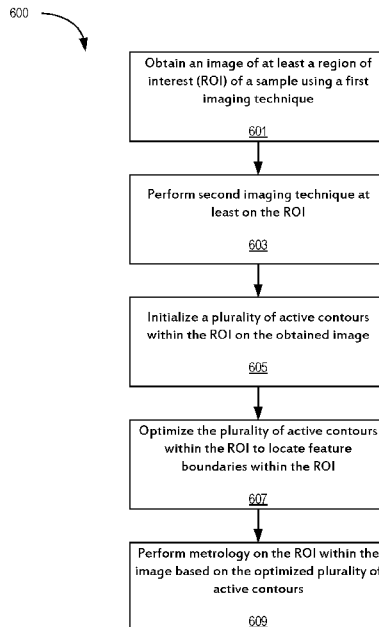 600
Obtain an image of at least a region of
interest (ROI) of a sample using a first
imaging technique
601
Perform second imaging technique at
least on the ROI
603
Initialize a plurality of active contours
within the ROI on the obtained image
605
Optimize the plurality of active contours
within the ROI to locate feature
boundaries within the ROI
607
Perform metrology on the ROI within the
image based on the optimized plurality of
active contours
609